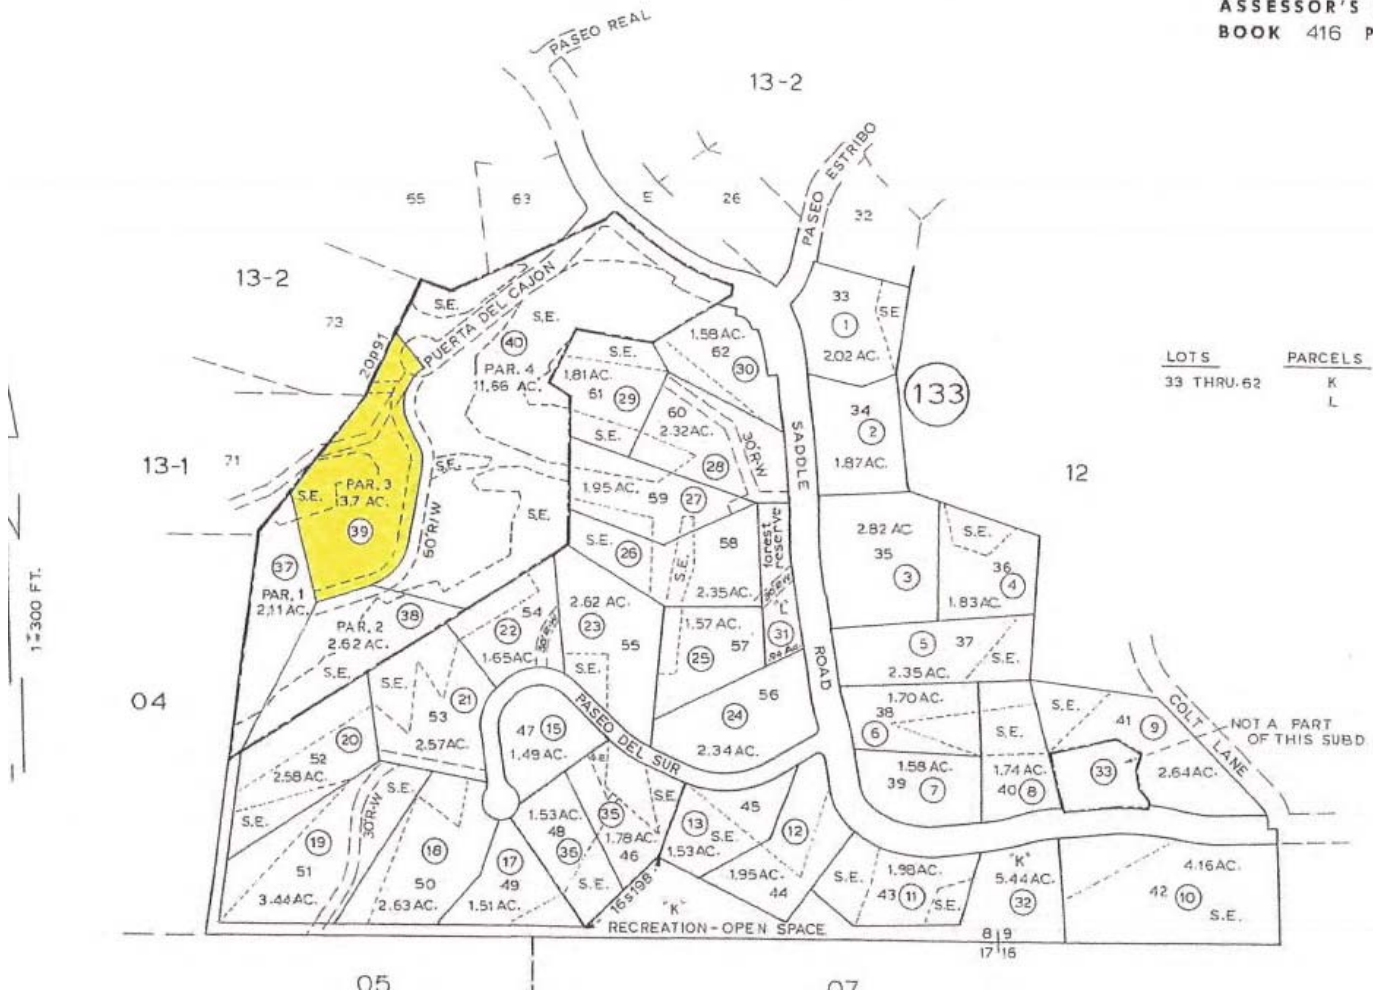 ASSESSOR'S
BOOK 416 P
PASEO REAL
13-2
PASEO ESTRIBO
55
63
E
26
32
13-2
73
20P91
S.E.
PUERTA DEL CAJON
S.E.
40
PAR. 4
11.66 AC.
33
1
SE
2.02 AC.
1.58 AC.
62
30
S.E.
1.81 AC.
61
29
S.E.
60
2.32 AC.
28
30'R-W
SADDLE
ROAD
34
2
1.87 AC.
133
LOTS
PARCELS
33 THRU. 62
K
L
13-1
71
12
S.E.
PAR. 3
3.7 AC.
39
S.E.
60'R/W
S.E.
1.95 AC.
59
27
forest
reserve
S.E.
26
58
S.E.
2.35 AC.
"L"
31
.94 Ac.
2.82 AC
35
3
S.E.
36
4
1.83 AC.
37
PAR. 1
2.11 AC.
38
PAR. 2
2.62 AC.
S.E.
1"=300 FT.
54
22
1.65 AC.
30'R-W
2.62 AC.
23
55
S.E.
1.57 AC.
57
25
5
37
2.35 AC.
S.E.
04
S.E.
21
53
2.57 AC.
47
15
1.49 AC.
PASEO DEL SUR
56
24
2.34 AC.
1.70 AC.
38
6
S.E.
S.E.
41
9
COLT LANE
NOT A PART
OF THIS SUBD
2.64 AC.
33
20
52
2.58 AC.
S.E.
S.E.
30'R-W
1.58 AC.
39
7
1.74 AC.
40
8
19
51
3.44 AC.
18
50
2.63 AC.
17
49
1.51 AC.
1.53 AC.
48
36
S.E.
S.E.
35
1.78 AC.
46
S.E.
13
S.E.
1.53 AC.
45
12
1.95 AC.
44
S.E.
1.98 AC.
43
11
S.E.
"K"
5.44 AC.
32
4.16 AC.
42
10
S.E.
16S198
"K"
RECREATION - OPEN SPACE
8
9
17
16
05
07